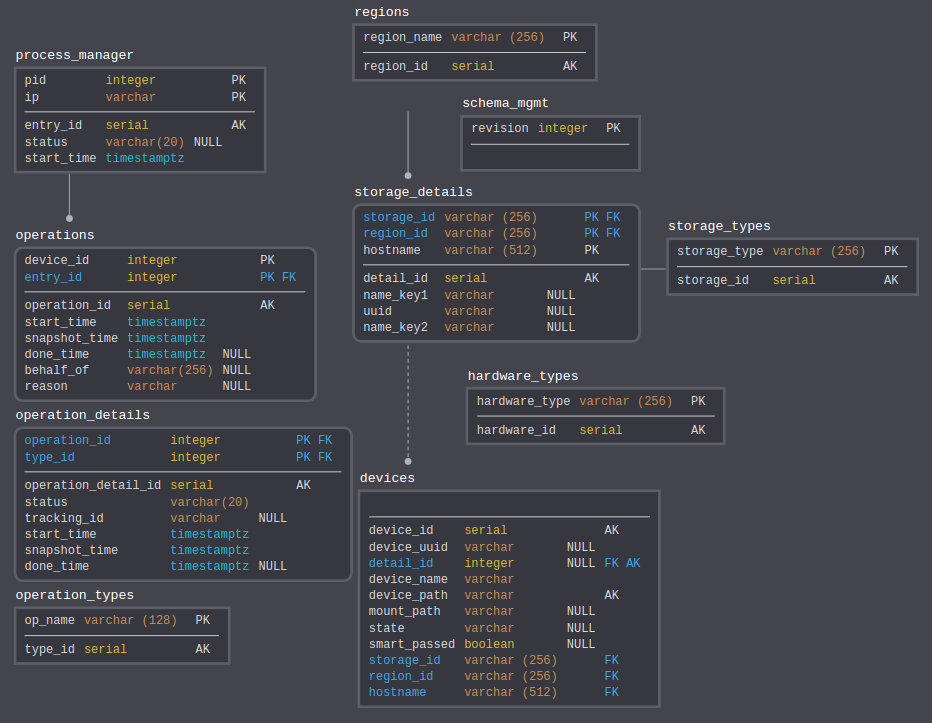 regions
region_name varchar (256) PK
region_id serial AK
process_manager
pid integer PK
ip varchar PK
entry_id serial AK
status varchar(20) NULL
start_time timestamptz
schema_mgmt
revision integer PK
storage_details
storage_id varchar (256) PK FK
region_id varchar (256) PK FK
hostname varchar (512) PK
detail_id serial AK
name_key1 varchar NULL
uuid varchar NULL
name_key2 varchar NULL
storage_types
storage_type varchar (256) PK
storage_id serial AK
operations
device_id integer PK
entry_id integer PK FK
operation_id serial AK
start_time timestamptz
snapshot_time timestamptz
done_time timestamptz NULL
behalf_of varchar(256) NULL
reason varchar NULL
hardware_types
hardware_type varchar (256) PK
hardware_id serial AK
operation_details
operation_id integer PK FK
type_id integer PK FK
operation_detail_id serial AK
status varchar(20)
tracking_id varchar NULL
start_time timestamptz
snapshot_time timestamptz
done_time timestamptz NULL
devices
device_id serial AK
device_uuid varchar NULL
detail_id integer NULL FK AK
device_name varchar
device_path varchar AK
mount_path varchar NULL
state varchar NULL
smart_passed boolean NULL
storage_id varchar (256) FK
region_id varchar (256) FK
hostname varchar (512) FK
operation_types
op_name varchar (128) PK
type_id serial AK